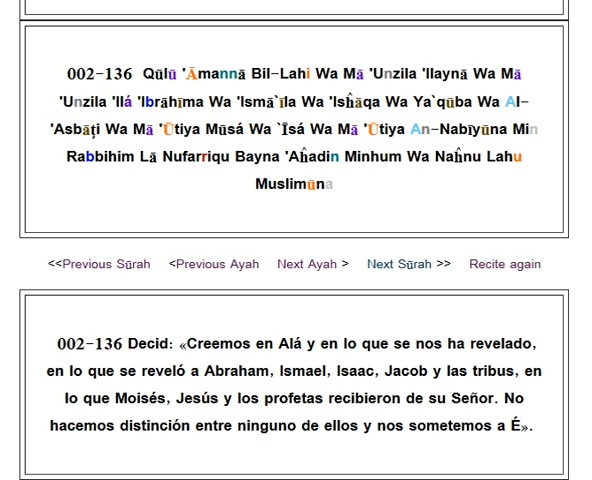 002-136 Qūlū 'Āmannā Bil-Lahi Wa Mā 'Unzila 'Ilaynā Wa Mā
'Unzila 'Ilá 'Ibrāhīma Wa 'Ismā`īla Wa 'Isĥāqa Wa Ya`qūba Wa Al-
'Asbāţi Wa Mā 'Ūtiya Mūsá Wa `Īsá Wa Mā 'Ūtiya An-Nabīyūna Min
Rabbihim Lā Nufarriqu Bayna 'Aĥadin Minhum Wa Naĥnu Lahu
Muslimūna
<<Previous Sūrah <Previous Ayah Next Ayah > Next Sūrah >> Recite again
002-136 Decid: «Creemos en Alá y en lo que se nos ha revelado,
en lo que se reveló a Abraham, Ismael, Isaac, Jacob y las tribus, en
lo que Moisés, Jesús y los profetas recibieron de su Señor. No
hacemos distinción entre ninguno de ellos y nos sometemos a É».